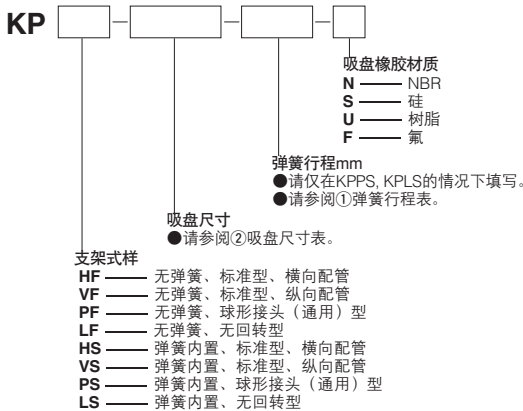 KP
吸盘橡胶材质
N —— NBR
S —— 硅
U —— 树脂
F —— 氟
弹簧行程mm
●请仅在KPPS, KPLS的情况下填写。
●请参阅①弹簧行程表。
吸盘尺寸
●请参阅②吸盘尺寸表。
支架式样
HF —— 无弹簧、标准型、横向配管
VF —— 无弹簧、标准型、纵向配管
PF —— 无弹簧、球形接头（通用）型
LF —— 无弹簧、无回转型
HS —— 弹簧内置、标准型、横向配管
VS —— 弹簧内置、标准型、纵向配管
PS —— 弹簧内置、球形接头（通用）型
LS —— 弹簧内置、无回转型